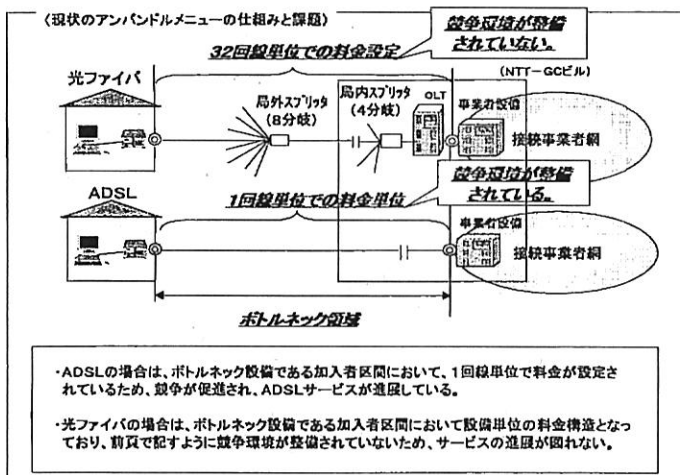 〈現状のアンバンドルメニューの仕組みと課題〉
競争環境が整備
されていない。
32回線単位での料金設定
(NTT－GCビル)
光ファイバ
局外スプリッタ
(8分岐)
局内スプリッタ
(4分岐)
OLT
事業者設備
接続事業者網
競争環境が整備
されている。
ADSL
1回線単位での料金単位
事業者設備
接続事業者網
ボトルネック領域
・ADSLの場合は、ボトルネック設備である加入者区間において、1回線単位で料金が設定さ
れているため、競争が促進され、ADSLサービスが進展している。
・光ファイバの場合は、ボトルネック設備である加入者区間において設備単位の料金構造となっ
ており、前頁で記すように競争環境が整備されていないため、サービスの進展が図れない。